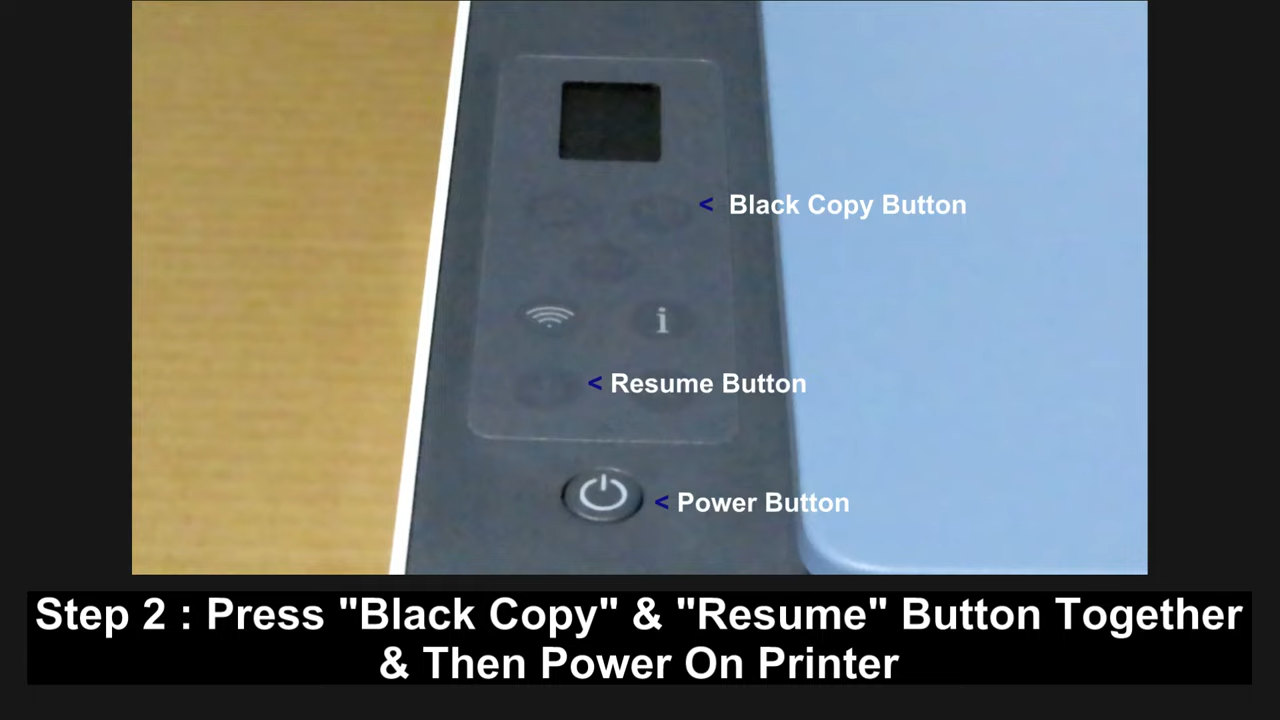 < Black Copy Button
i
< Resume Button
< Power Button
Step 2 : Press "Black Copy" & "Resume" Button Together
& Then Power On Printer